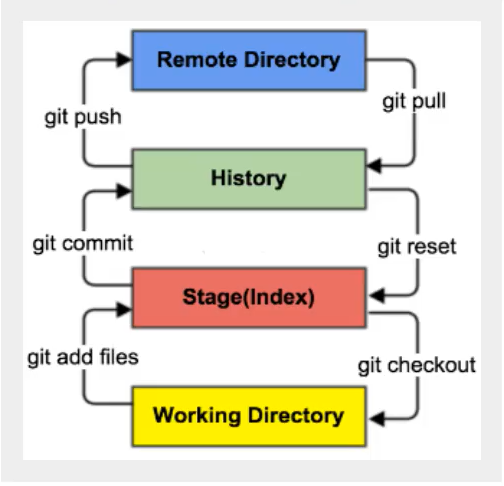 Remote Directory
git push
git pull
History
git commit
git reset
Stage(Index)
git add files
git checkout
Working Directory